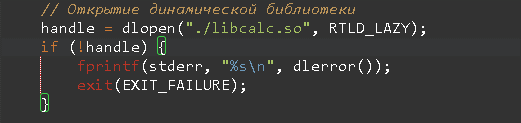 // Открытие динамической библиотеки
handle = dlopen("./libcalc.so", RTLD_LAZY);
if (!handle) {
fprintf(stderr, "%s\n", dlerror());
exit(EXIT_FAILURE);
}